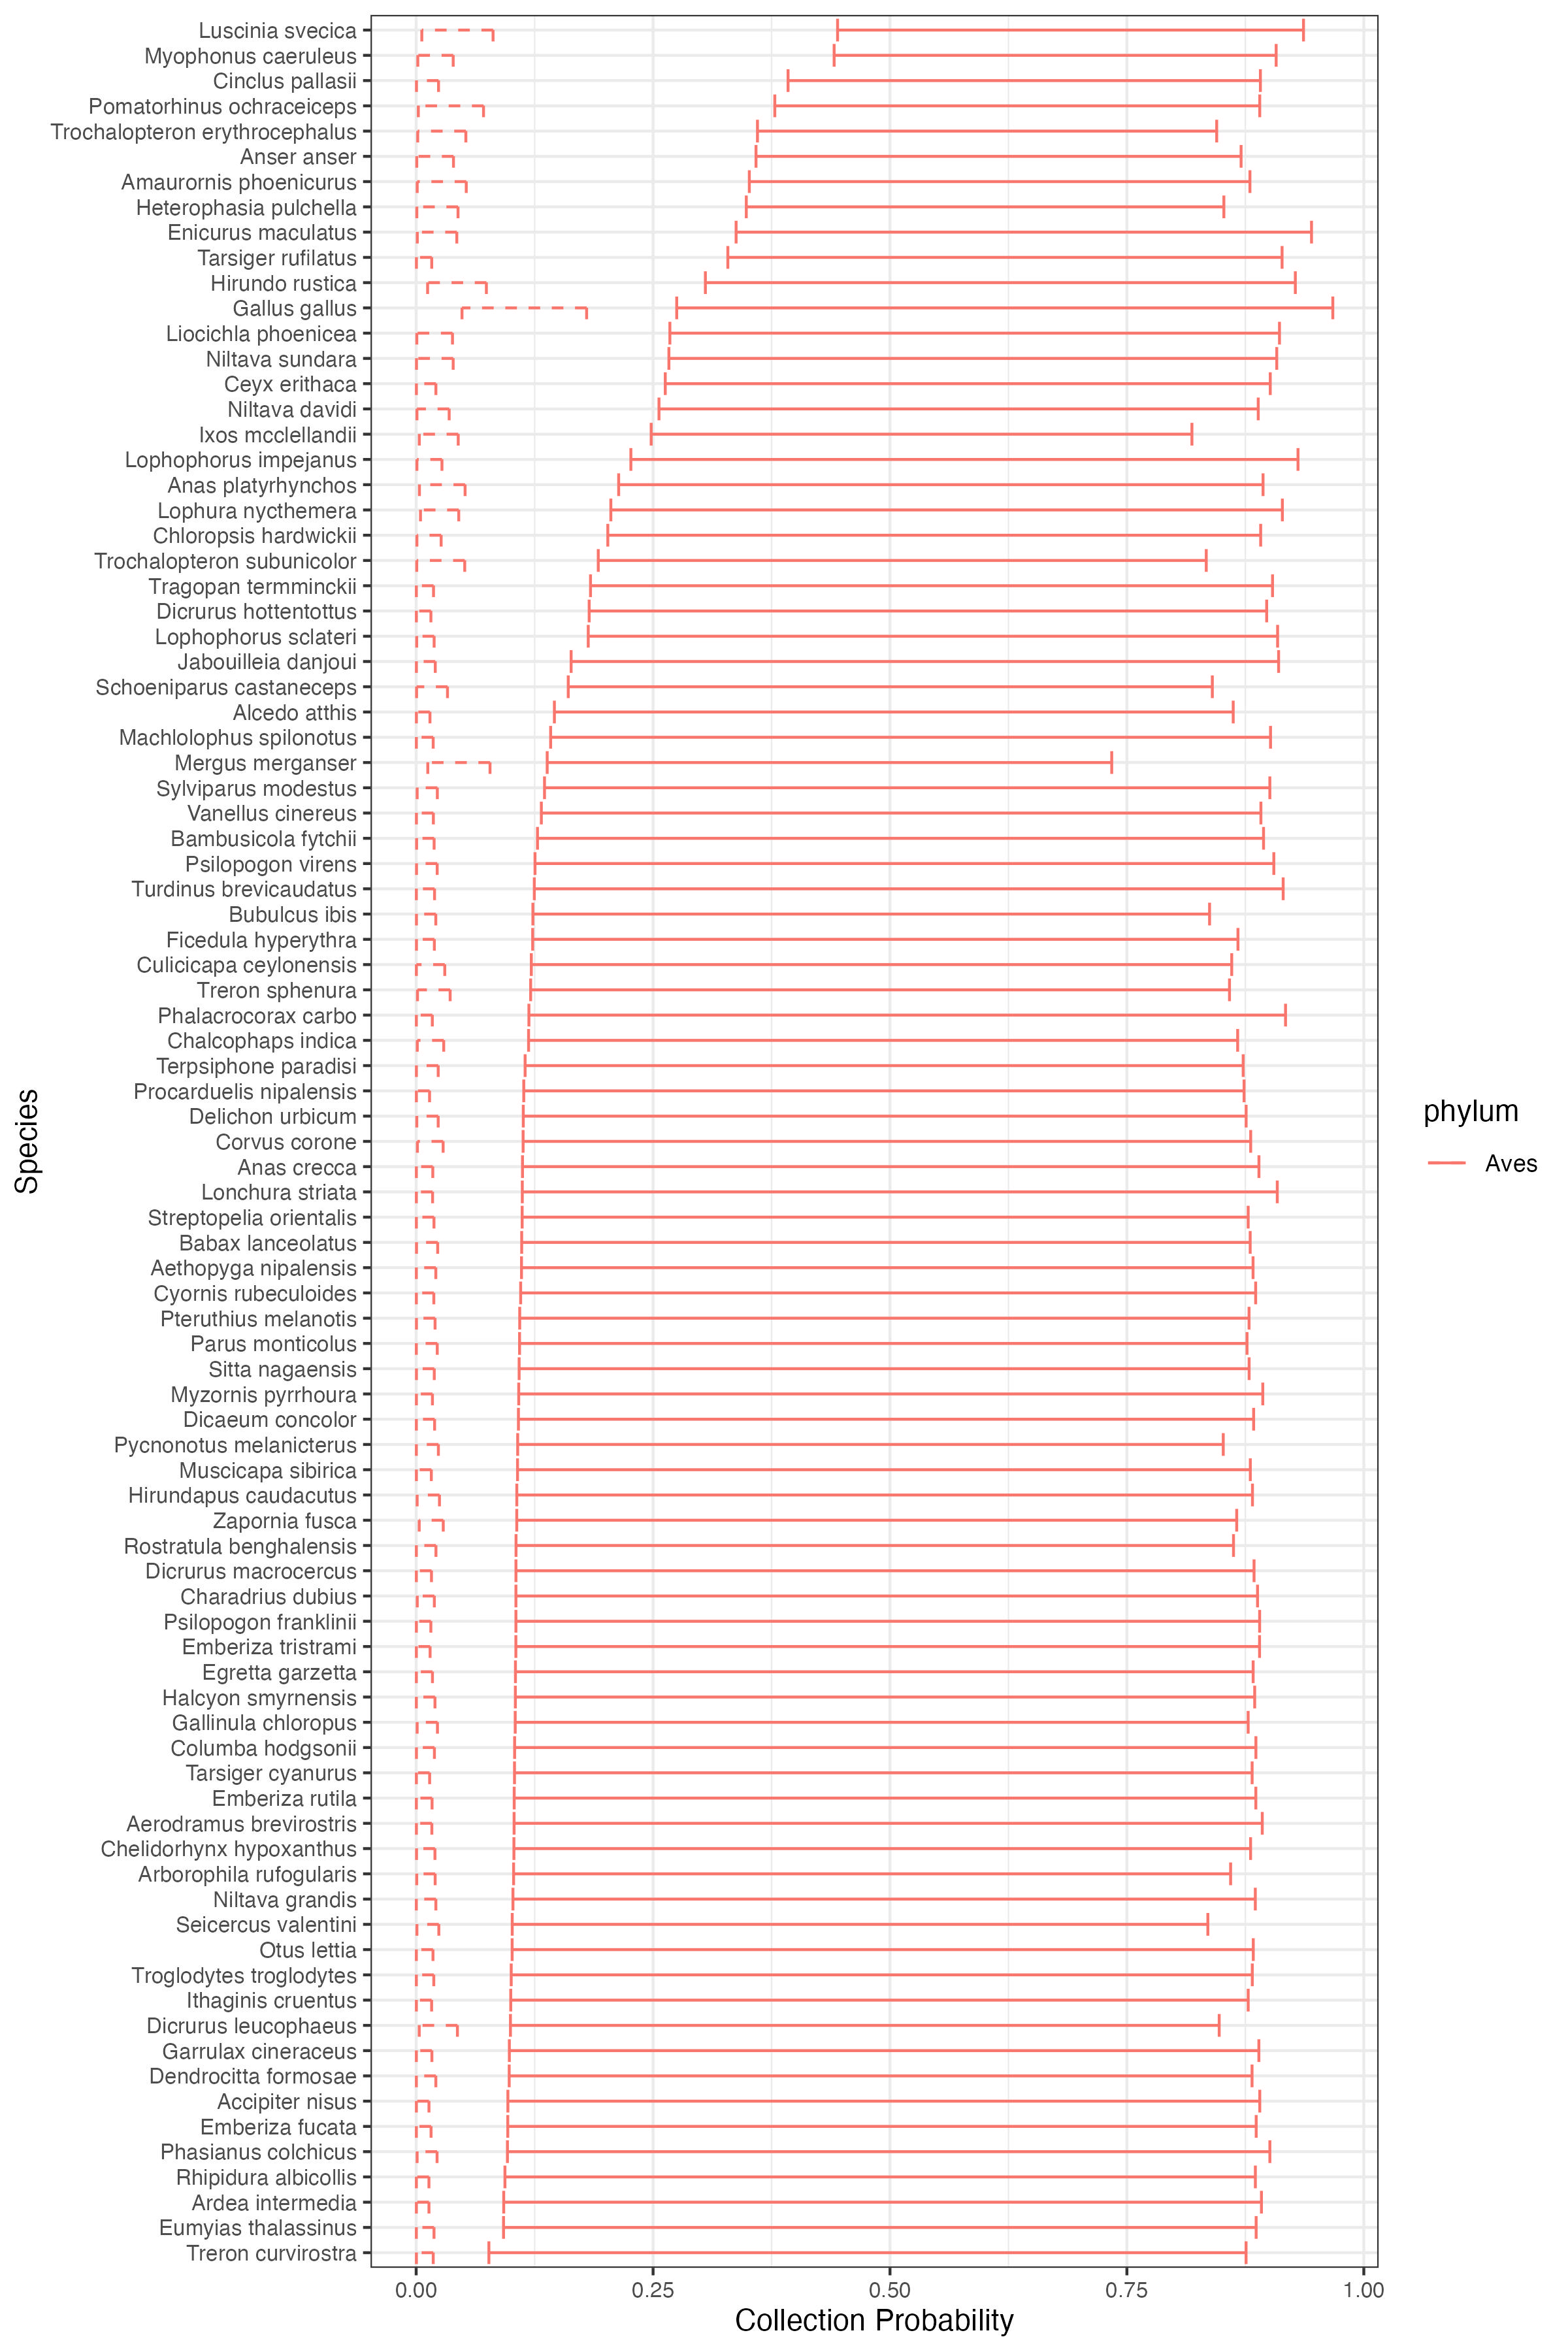 Luscinia svecica
Myophonus caeruleus
Cinclus pallasii
Pomatorhinus ochraceiceps
Trochalopteron erythrocephalus
Anser anser
Amaurornis phoenicurus
Heterophasia pulchella
Enicurus maculatus
Tarsiger rufilatus
Hirundo rustica
Gallus gallus
Liocichla phoenicea
Niltava sundara
Ceyx erithaca
Niltava davidi
Ixos mcclellandii
Lophophorus impejanus
Anas platyrhynchos
Lophura nycthemera
Chloropsis hardwickii
Trochalopteron subunicolor
Tragopan termminckii
Dicrurus hottentottus
Lophophorus sclateri
Jabouilleia danjoui
Schoeniparus castaneceps
Alcedo atthis
Machlolophus spilonotus
Mergus merganser
Sylviparus modestus
Vanellus cinereus
Bambusicola fytchii
Psilopogon virens
Turdinus brevicaudatus
Bubulcus ibis
Ficedula hyperythra
Culicicapa ceylonensis
Treron sphenura
Phalacrocorax carbo
Chalcophaps indica
Terpsiphone paradisi
Procarduelis nipalensis
Delichon urbicum
Corvus corone
Anas crecca
Lonchura striata
Streptopelia orientalis
Babax lanceolatus
Aethopyga nipalensis
Cyornis rubeculoides
Pteruthius melanotis
Parus monticolus
Sitta nagaensis
Myzornis pyrrhoura
Dicaeum concolor
Pycnonotus melanicterus
Muscicapa sibirica
Hirundapus caudacutus
Zapornia fusca
Rostratula benghalensis
Dicrurus macrocercus
Charadrius dubius
Psilopogon franklinii
Emberiza tristrami
Egretta garzetta
Halcyon smyrnensis
Gallinula chloropus
Columba hodgsonii
Tarsiger cyanurus
Emberiza rutila
Aerodramus brevirostris
Chelidorhynx hypoxanthus
Arborophila rufogularis
Niltava grandis
Seicercus valentini
Otus lettia
Troglodytes troglodytes
Ithaginis cruentus
Dicrurus leucophaeus
Garrulax cineraceus
Dendrocitta formosae
Accipiter nisus
Emberiza fucata
Phasianus colchicus
Rhipidura albicollis
Ardea intermedia
Eumyias thalassinus
Treron curvirostra
0.00 0.25 0.50 0.75 1.00
Collection Probability
Species
phylum
Aves